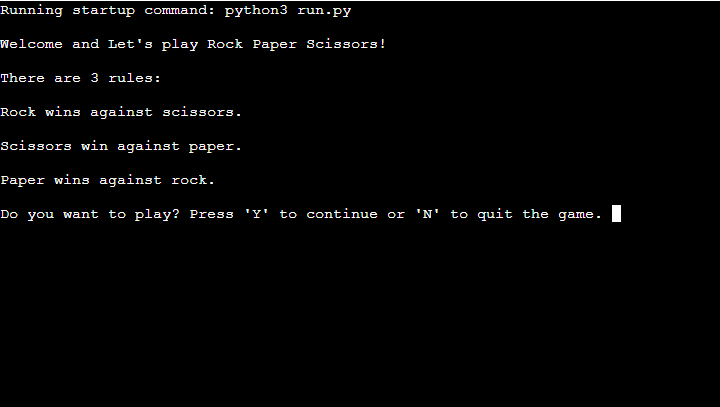 Running startup command: python3 run.py
Welcome and Let's play Rock Paper Scissors!
There are 3 rules:
Rock wins against scissors.
Scissors win against paper.
Paper wins against rock.
Do you want to play? Press 'Y' to continue or 'N' to quit the game.